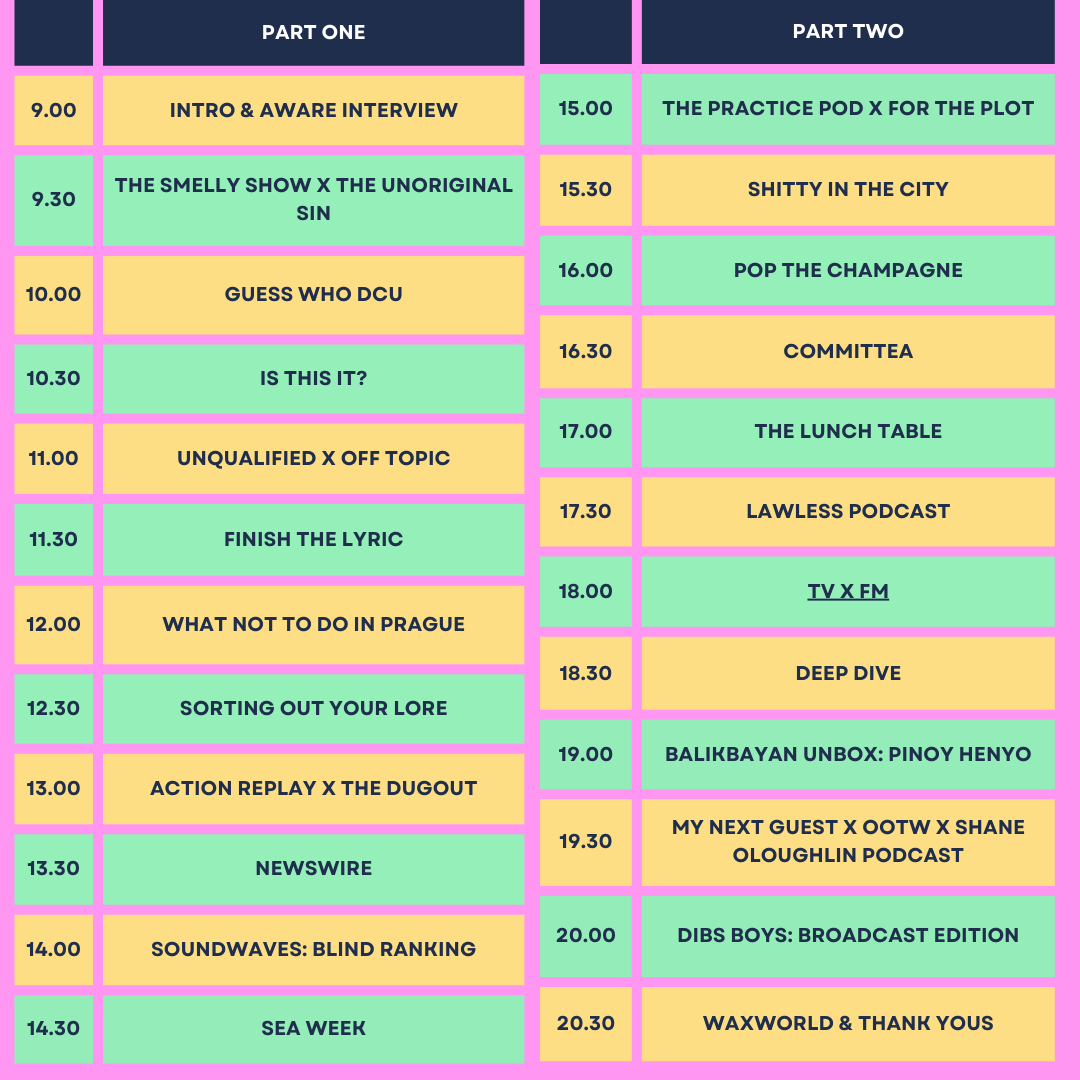 PART ONE
9.00 INTRO & AWARE INTERVIEW
9.30 THE SMELLY SHOW X THE UNORIGINAL
SIN
10.00 GUESS WHO DCU
10.30 IS THIS IT?
11.00 UNQUALIFIED X OFF TOPIC
11.30 FINISH THE LYRIC
12.00 WHAT NOT TO DO IN PRAGUE
12.30 SORTING OUT YOUR LORE
13.00 ACTION REPLAY X THE DUGOUT
13.30 NEWSWIRE
14.00 SOUNDWAVES: BLIND RANKING
14.30 SEA WEEK
PART TWO
15.00 THE PRACTICE POD X FOR THE PLOT
15.30 SHITTY IN THE CITY
16.00 POP THE CHAMPAGNE
16.30 COMMITTEA
17.00 THE LUNCH TABLE
17.30 LAWLESS PODCAST
18.00 TV X FM
18.30 DEEP DIVE
19.00 BALIKBAYAN UNBOX: PINOY HENYO
19.30 MY NEXT GUEST X OOTW X SHANE
OLOUGHLIN PODCAST
20.00 DIBS BOYS: BROADCAST EDITION
20.30 WAXWORLD & THANK YOUS